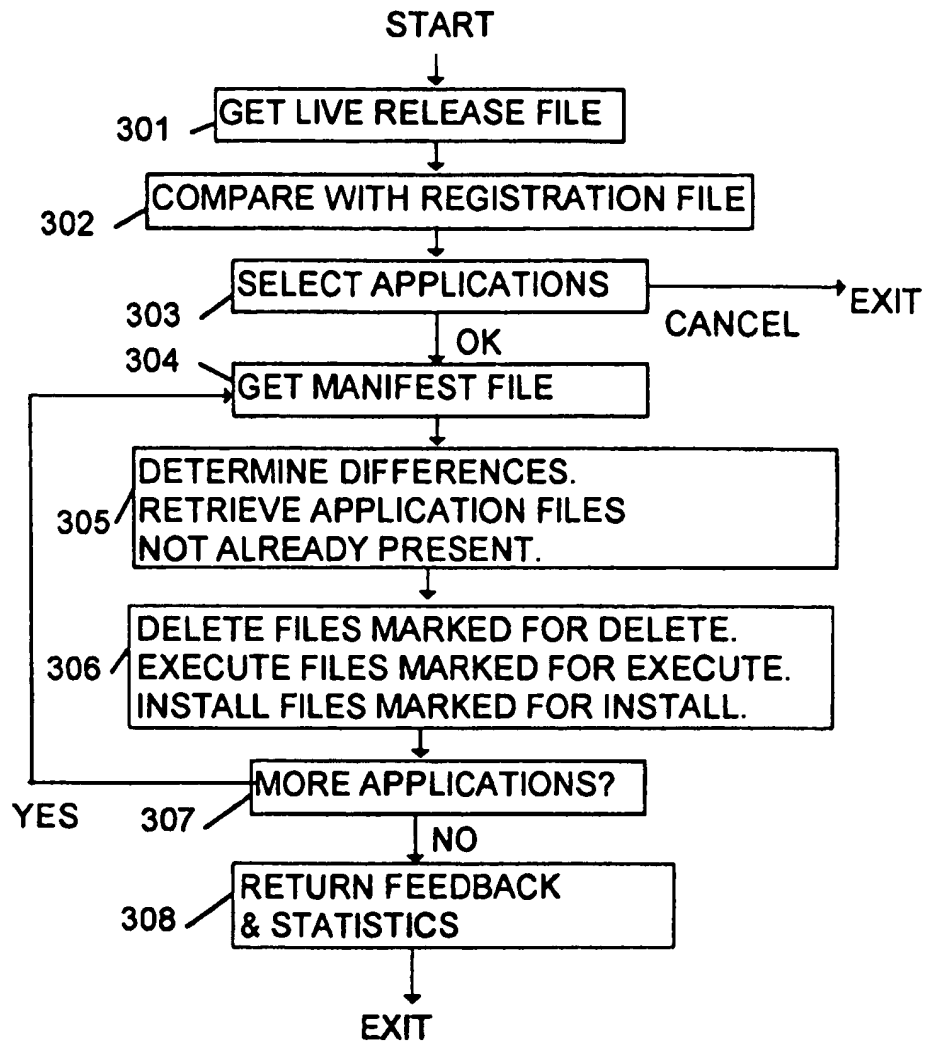 START
301
GET LIVE RELEASE FILE
302
COMPARE WITH REGISTRATION FILE
303
SELECT APPLICATIONS
CANCEL
EXIT
OK
304
GET MANIFEST FILE
305
DETERMINE DIFFERENCES.
RETRIEVE APPLICATION FILES
NOT ALREADY PRESENT.
306
DELETE FILES MARKED FOR DELETE.
EXECUTE FILES MARKED FOR EXECUTE.
INSTALL FILES MARKED FOR INSTALL.
YES
307
MORE APPLICATIONS?
NO
308
RETURN FEEDBACK
& STATISTICS
EXIT